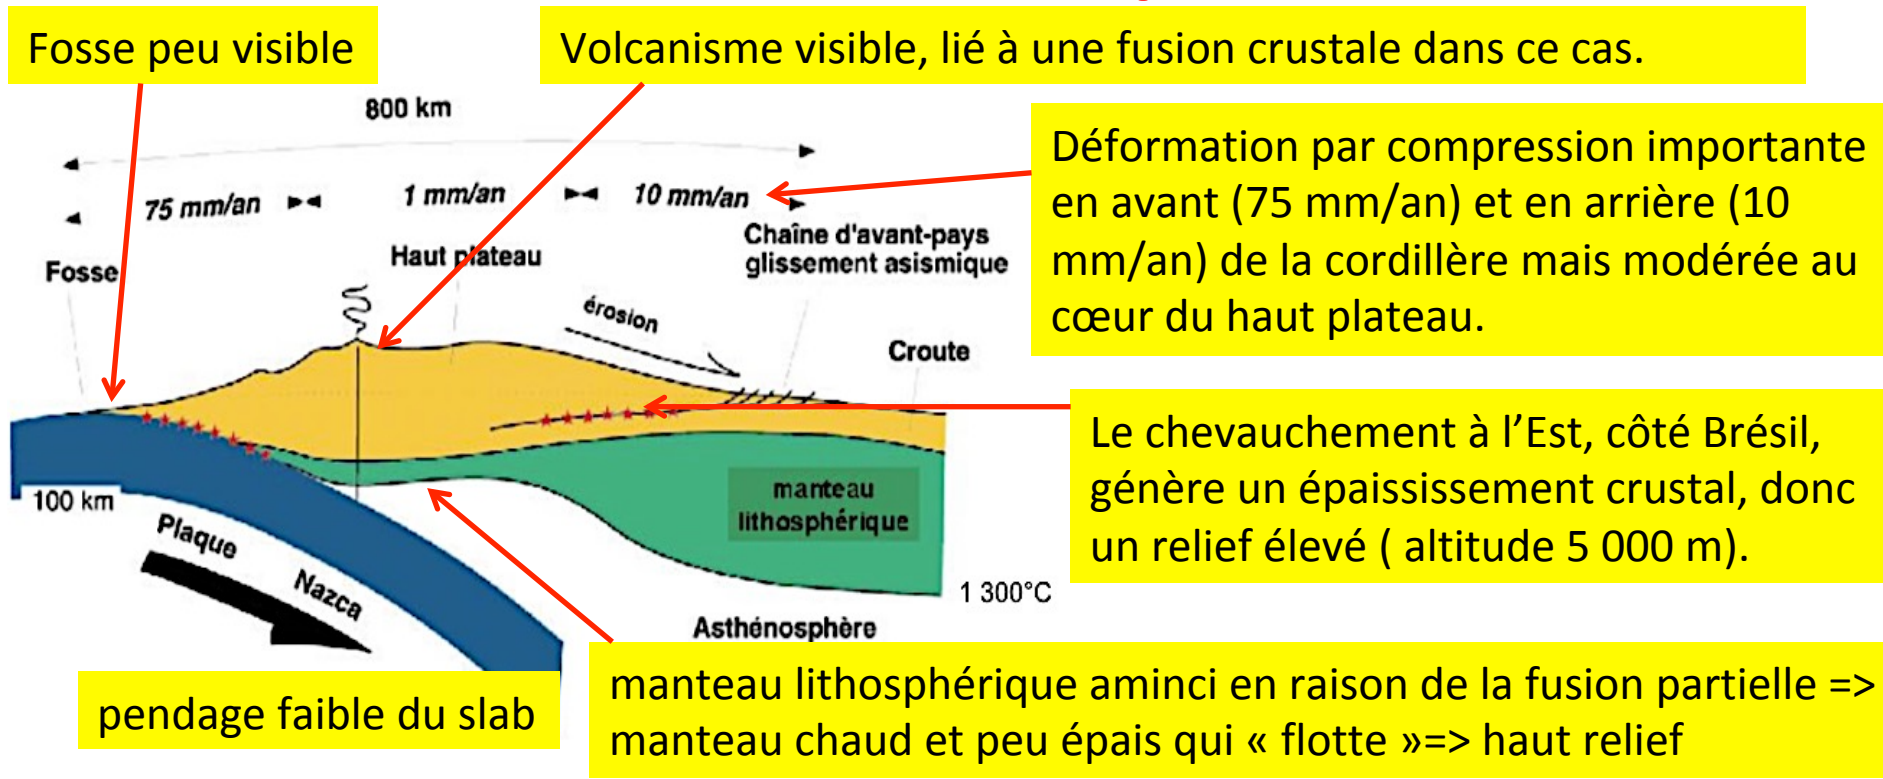 Fosse peu visible
Volcanisme visible, lié à une fusion crustale dans ce cas.
800 km
Déformation par compression importante
en avant (75 mm/an) et en arrière (10
mm/an) de la cordillère mais modérée au
cœur du haut plateau.
75 mm/an
1 mm/an
10 mm/an
Fosse
Haut plateau
Chaîne d'avant-pays
glissement asismique
érosion
Croute
Le chevauchement à l’Est, côté Brésil,
génère un épaississement crustal, donc
un relief élevé ( altitude 5 000 m).
100 km
manteau
lithosphérique
Plaque
Nazca
1 300°C
Asthénosphère
pendage faible du slab
manteau lithosphérique aminci en raison de la fusion partielle =>
manteau chaud et peu épais qui « flotte »=> haut relief